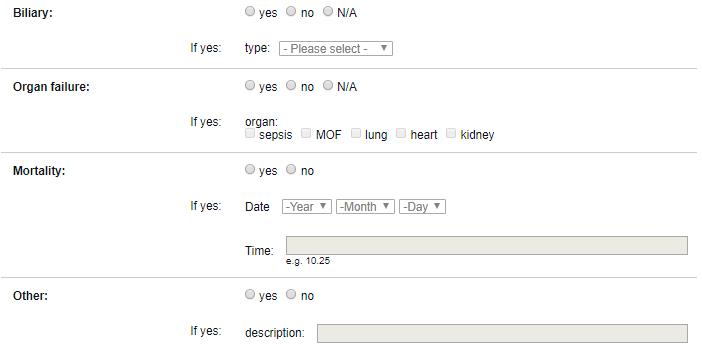 Biliary: yes no N/A
If yes: type: - Please select -
Organ failure: yes no N/A
If yes: organ:
sepsis MOF lung heart kidney
Mortality: yes no
If yes: Date -Year -Month -Day
Time:
e.g. 10.25
Other: yes no
If yes: description: